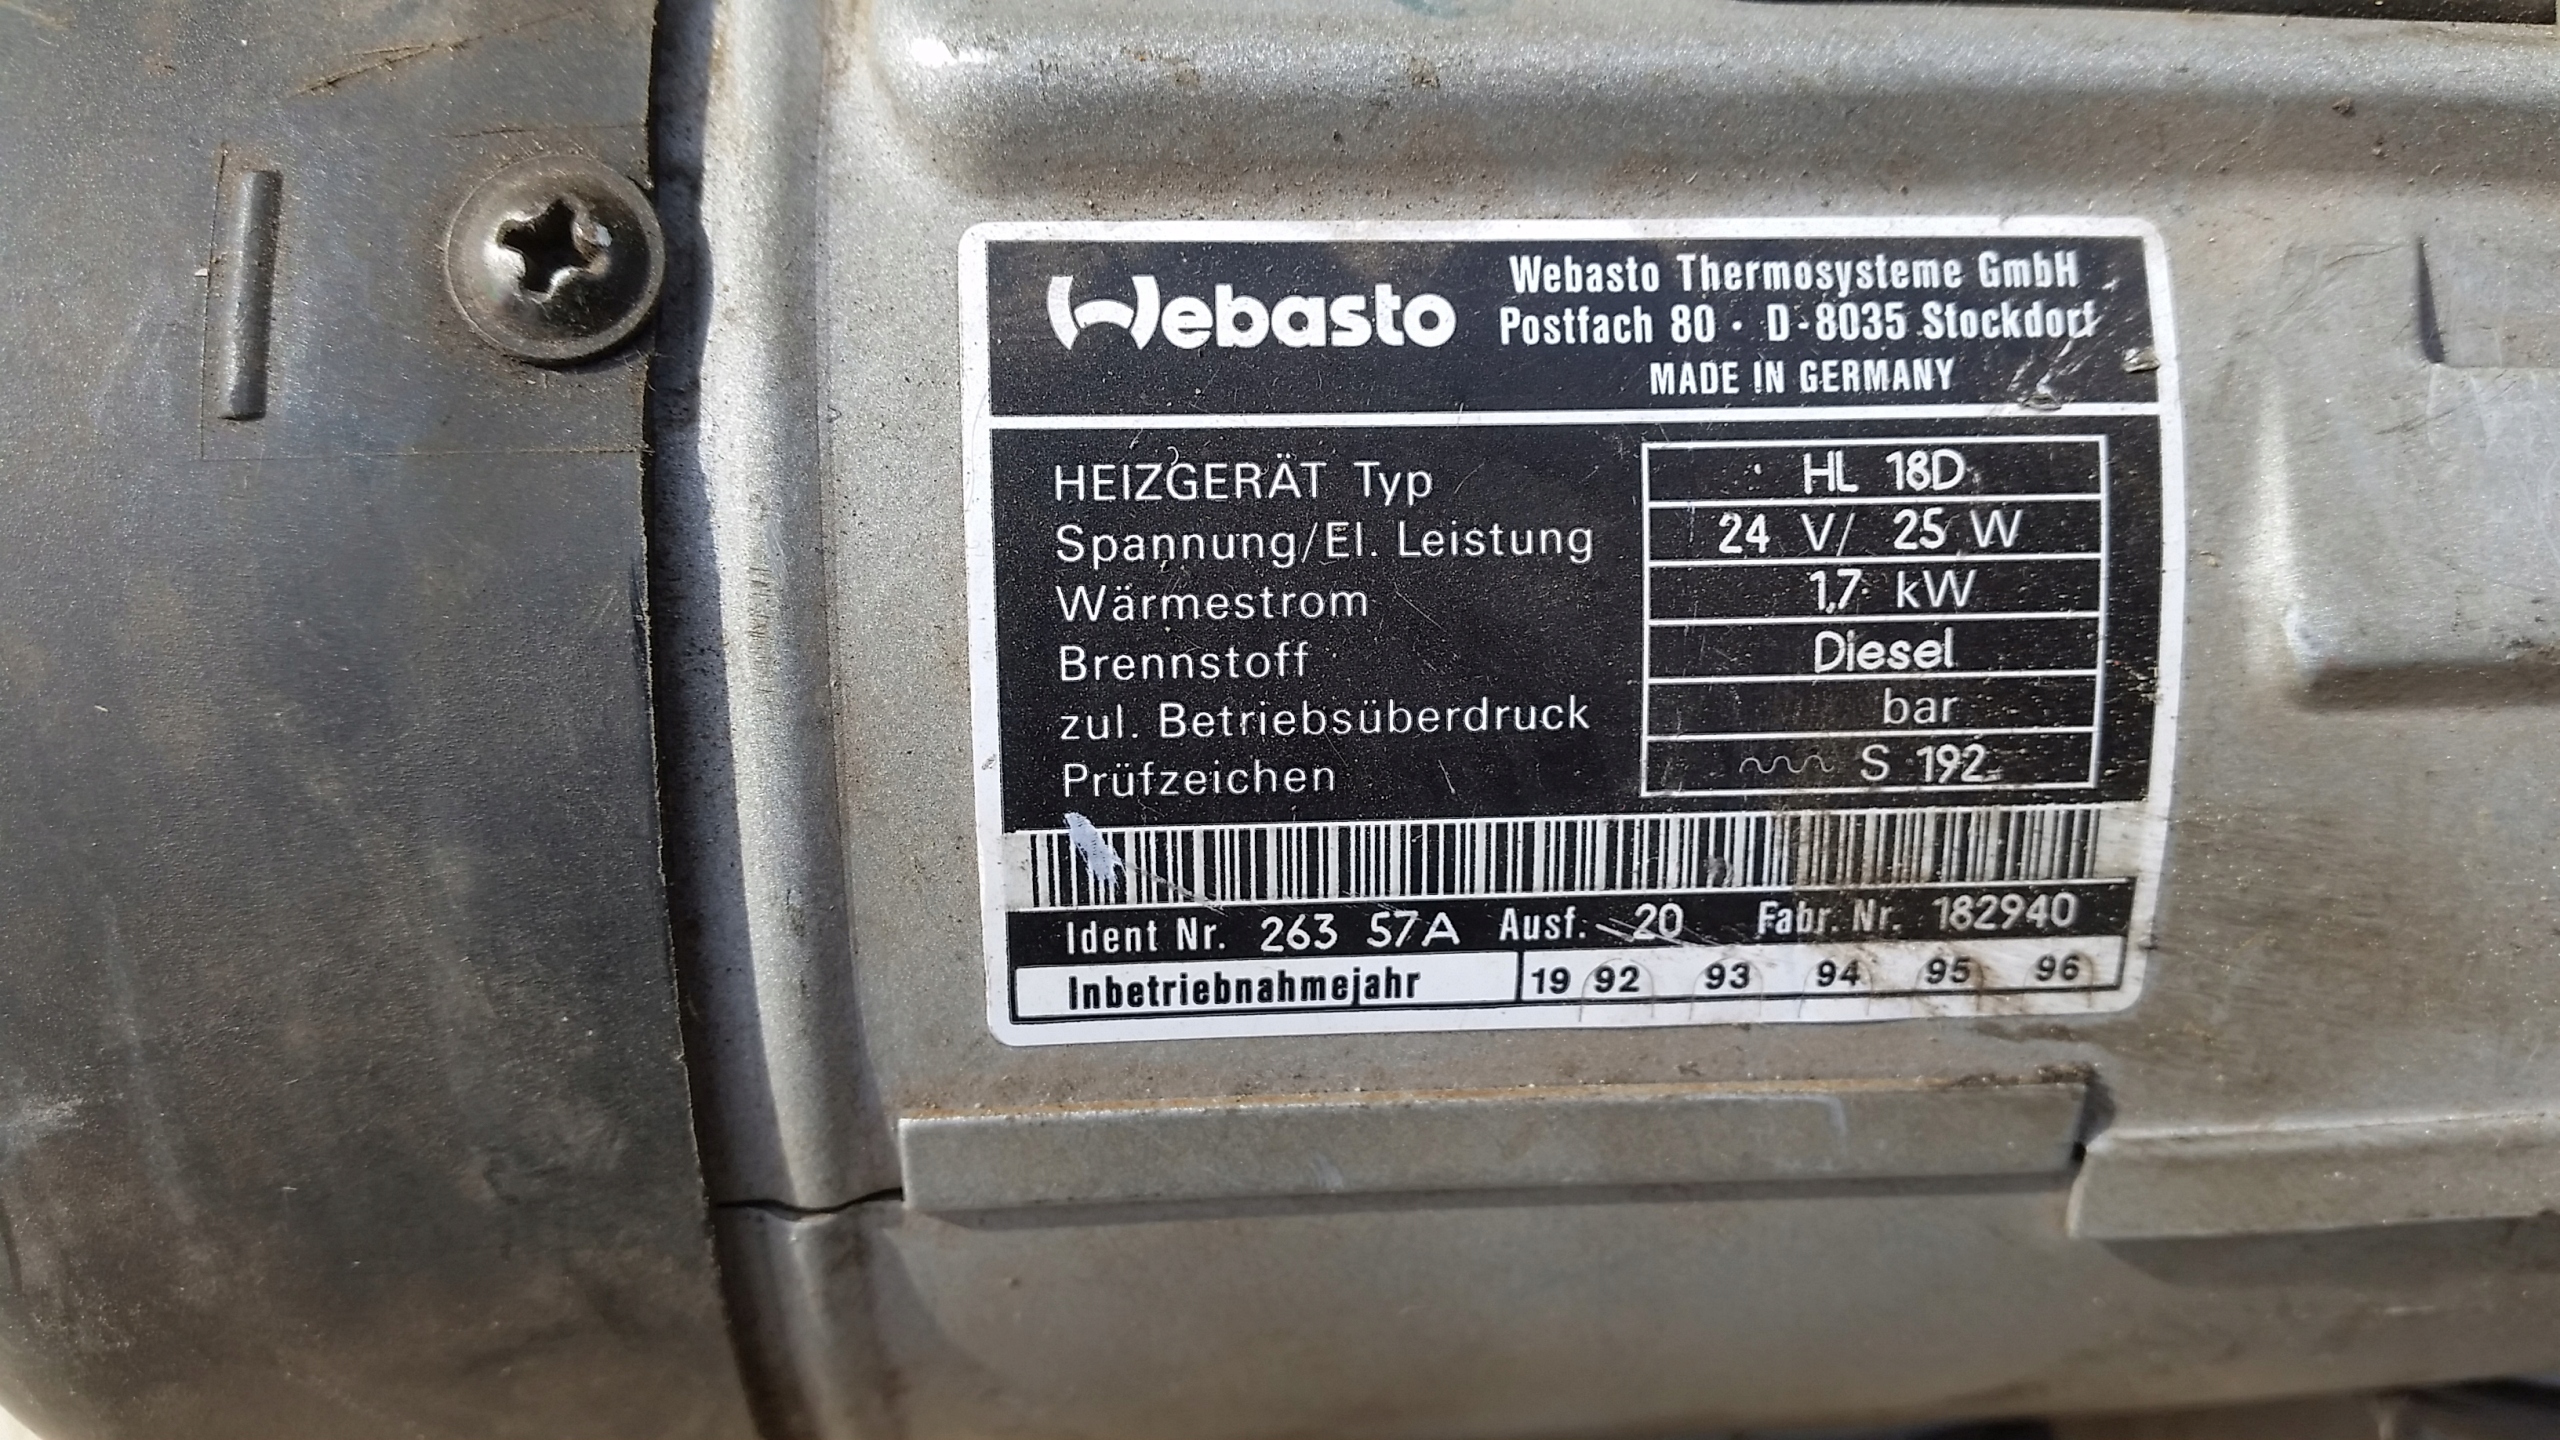 Webasto
Webasto Thermosysteme GmbH
Postfach 80 · D-8035 Stockdorf
MADE IN GERMANY
HEIZGERÄT Typ HL 18D
Spannung/El. Leistung 24 V/ 25 W
Wärmestrom 1,7 kW
Brennstoff Diesel
zul. Betriebsüberdruck bar
Prüfzeichen S 192
Ident Nr. 263 57A Ausf. 20 Fabr. Nr. 182940
Inbetriebnahmejahr 19 92 93 94 95 96